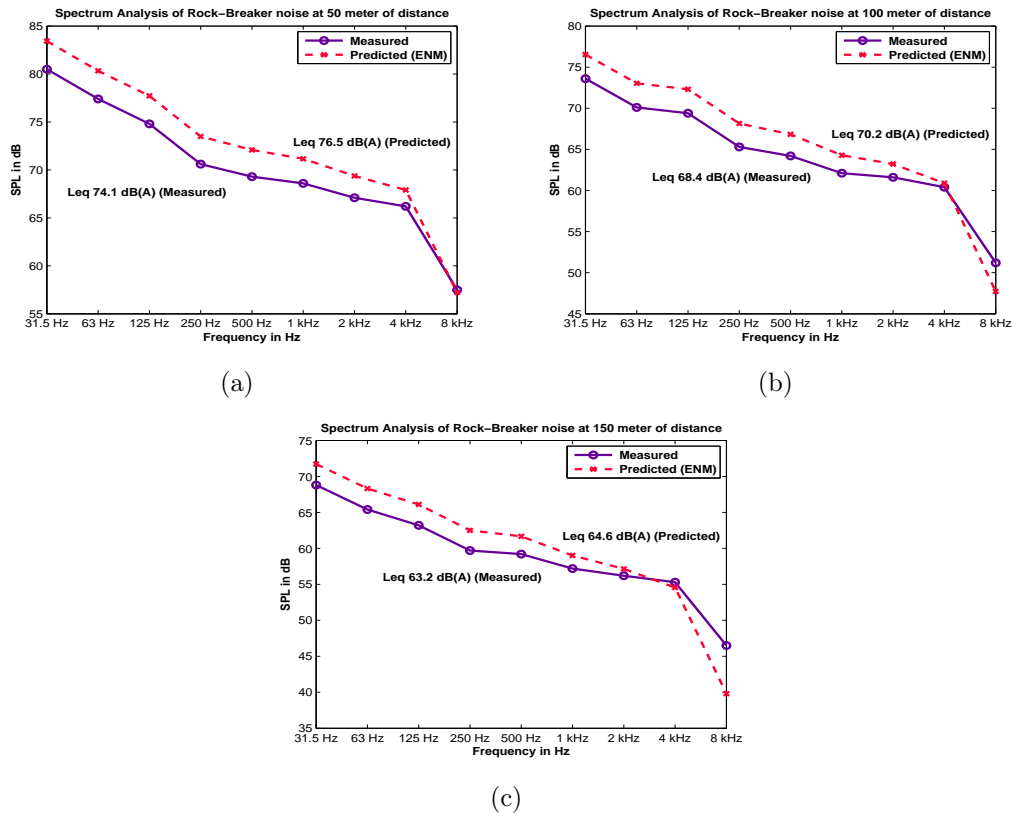 Spectrum Analysis of Rock−Breaker noise at 50 meter of distance
85
80
75
70
65
60
55
SPL in dB
Measured
Predicted (ENM)
Leq 76.5 dB(A) (Predicted)
Leq 74.1 dB(A) (Measured)
31.5 Hz 63 Hz 125 Hz 250 Hz 500 Hz 1 kHz 2 kHz 4 kHz 8 kHz
Frequency in Hz
(a)
Spectrum Analysis of Rock−Breaker noise at 100 meter of distance
80
75
70
65
60
55
50
45
SPL in dB
Measured
Predicted (ENM)
Leq 70.2 dB(A) (Predicted)
Leq 68.4 dB(A) (Measured)
31.5 Hz 63 Hz 125 Hz 250 Hz 500 Hz 1 kHz 2 kHz 4 kHz 8 kHz
Frequency in Hz
(b)
Spectrum Analysis of Rock−Breaker noise at 150 meter of distance
75
70
65
60
55
50
45
40
35
SPL in dB
Measured
Predicted (ENM)
Leq 64.6 dB(A) (Predicted)
Leq 63.2 dB(A) (Measured)
31.5 Hz 63 Hz 125 Hz 250 Hz 500 Hz 1 kHz 2 kHz 4 kHz 8 kHz
Frequency in Hz
(c)